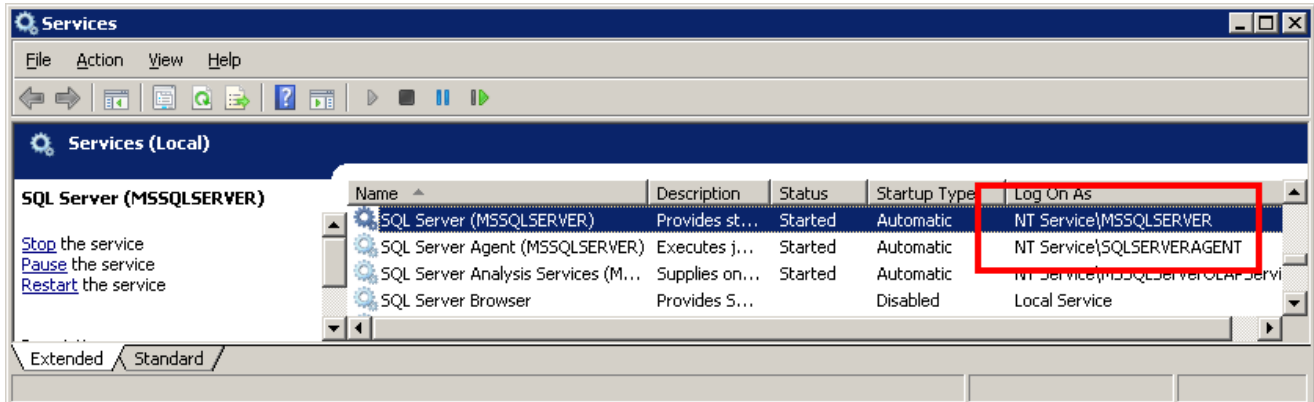 Services
File Action View Help
Services (Local)
SQL Server (MSSQLSERVER)
Stop the service
Pause the service
Restart the service
Name Description Status Startup Type Log On As
SQL Server (MSSQLSERVER) Provides st... Started Automatic NT Service\MSSQLSERVER
SQL Server Agent (MSSQLSERVER) Executes j... Started Automatic NT Service\SQLSERVERAGENT
SQL Server Analysis Services (M... Supplies on... Started Automatic NT Service\MSSQLServerOLAPServi
SQL Server Browser Provides S... Disabled Local Service
Extended Standard